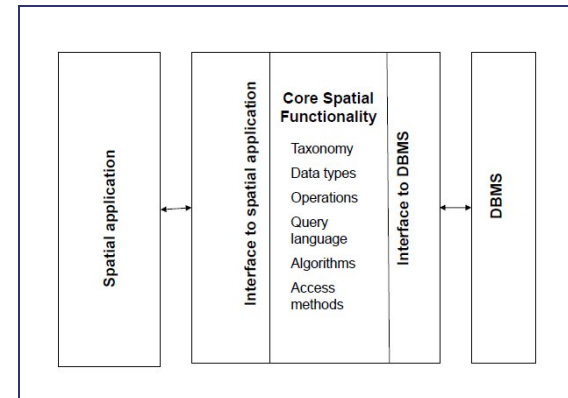 Spatial application
Interface to spatial application
Core Spatial
Functionality
Taxonomy
Data types
Operations
Query
language
Algorithms
Access
methods
Interface to DBMS
DBMS